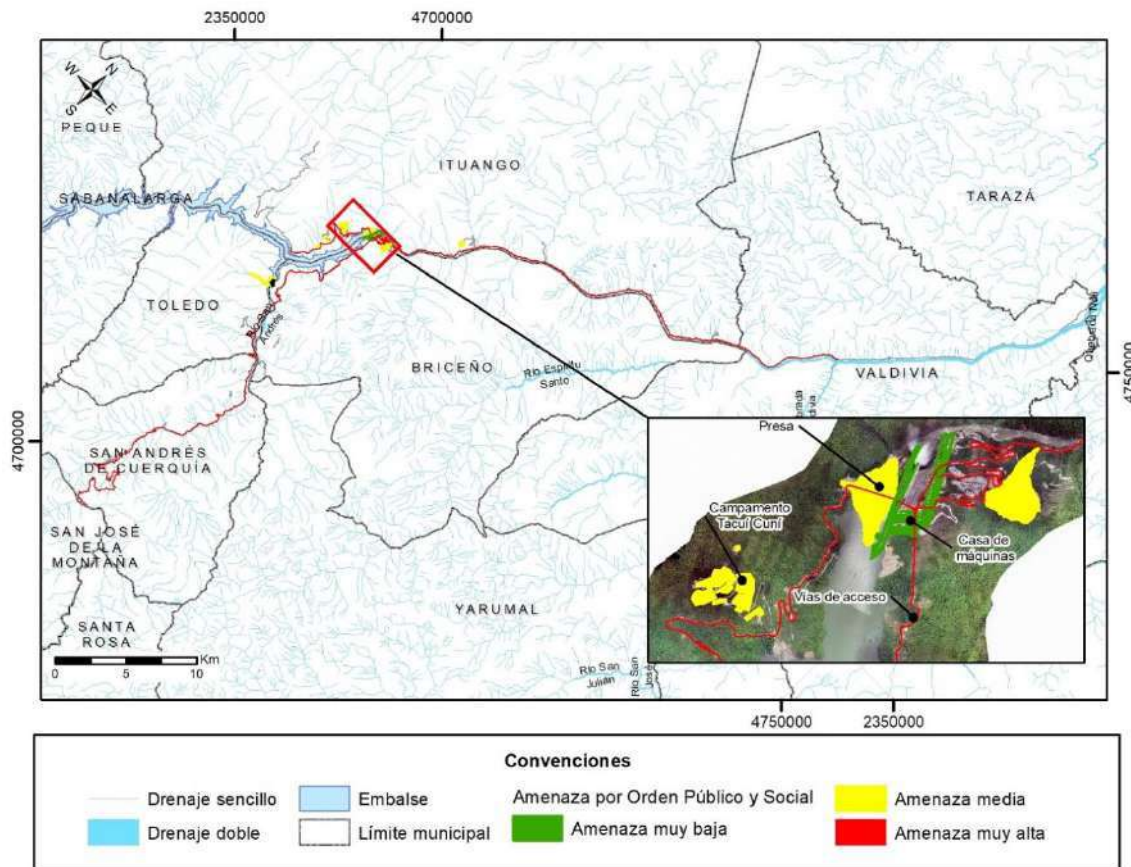 2350000
4700000
N
W
E
S
PEQUE
ITUANGO
SABANALARGA
TARAZÁ
TOLEDO
Río San
Andrés
BRICEÑO
Río Espíritu
Santo
VALDIVIA
4750000
4700000
SAN ANDRÉS
DE CUERQUÍA
Presa
Campamento
Tacuí Cuní
Casa de
máquinas
Vías de acceso
SAN JOSÉ
DE LA
MONTAÑA
YARUMAL
SANTA
ROSA
Km
0 5 10
Río San
Julián
Río San
José
4750000
2350000
Convenciones
Drenaje sencillo
Embalse
Amenaza por Orden Público y Social
Amenaza media
Drenaje doble
Límite municipal
Amenaza muy baja
Amenaza muy alta